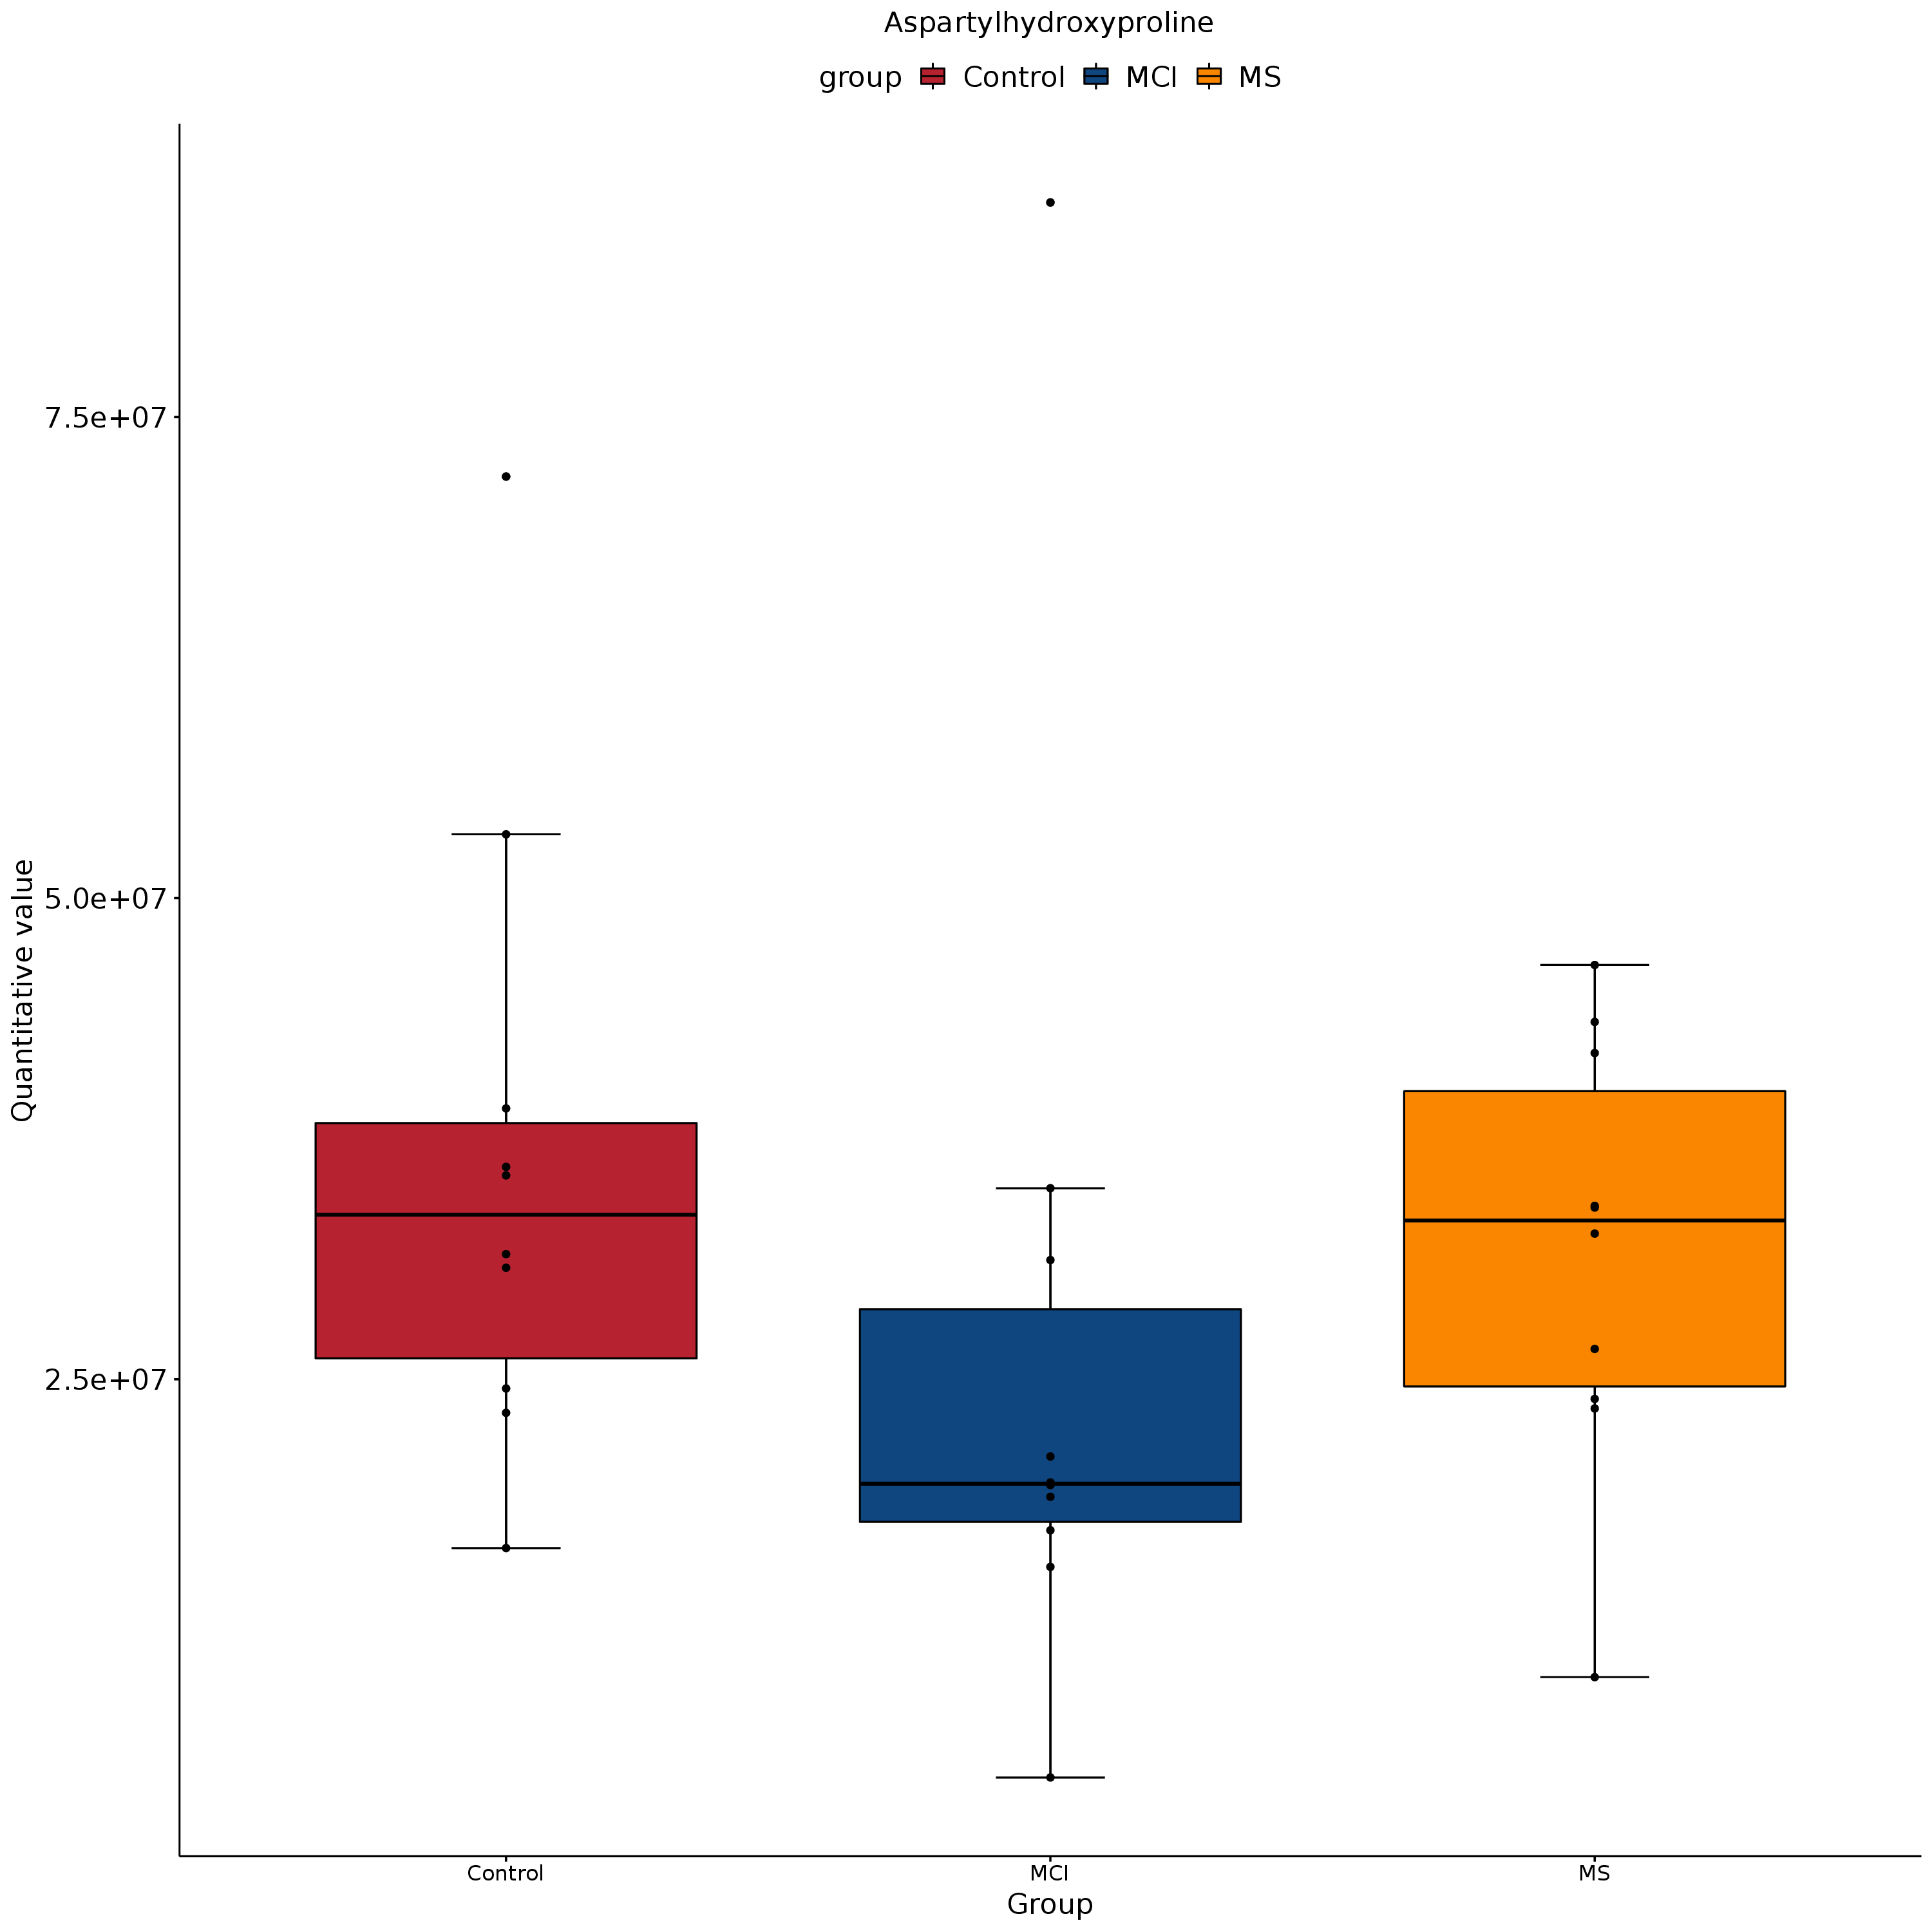 Aspartylhydroxyproline
group Control MCI MS
7.5e+07
5.0e+07
2.5e+07
Quantitative value
Control MCI MS
Group